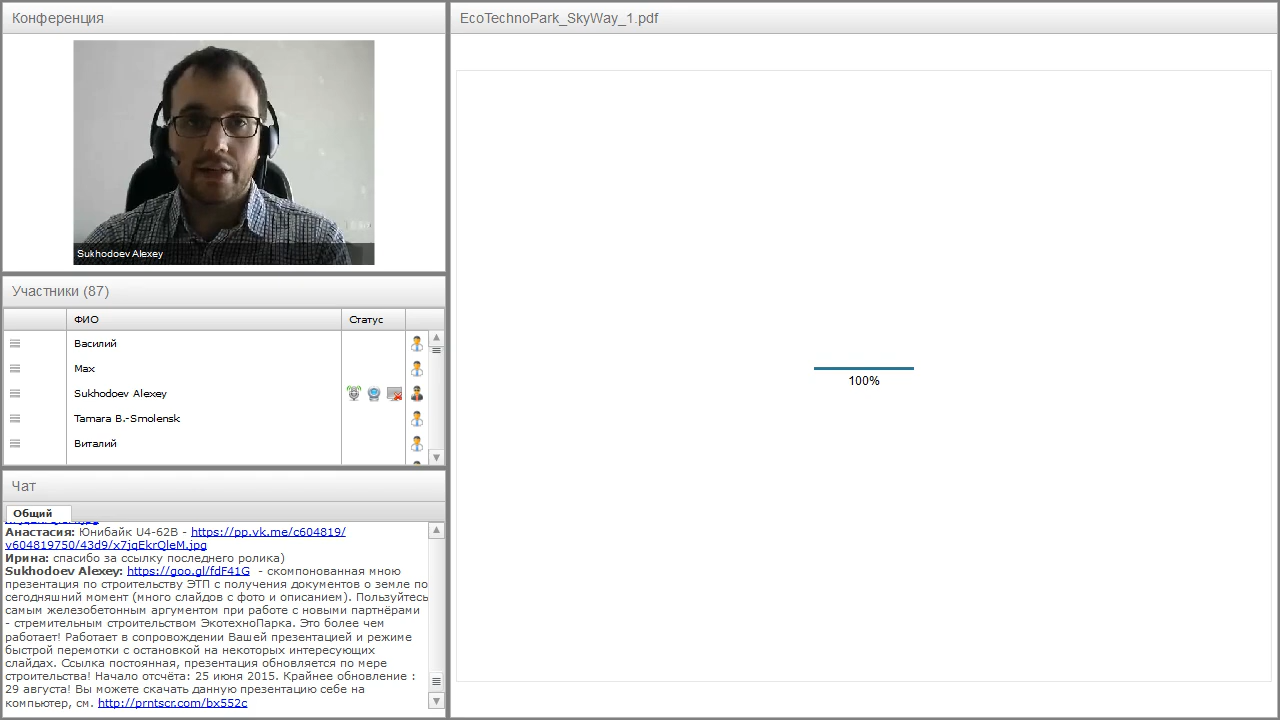 Конференция
Sukhodoev Alexey
Участники (87)
ФИО
Статус
Василий
Max
Sukhodoev Alexey
Tamara B.-Smolensk
Виталий
Чат
Общий
Анастасия: Юнибайк U4-62B - https://pp.vk.me/c604819/
v604819750/43d9/x7jqEkrQleM.jpg
Ирина: спасибо за ссылку последнего ролика)
Sukhodoev Alexey: https://goo.gl/fdF41G - скомпонованная мною
презентация по строительству ЭТП с получения документов о земле по
сегодняшний момент (много слайдов с фото и описанием). Пользуйтесь
самым железобетонным аргументом при работе с новыми партнёрами
- стремительным строительством ЭкотехноПарка. Это более чем
работает! Работает в сопровождении Вашей презентацией и режиме
быстрой перемотки с остановкой на некоторых интересующих
слайдах. Ссылка постоянная, презентация обновляется по мере
строительства! Начало отсчёта: 25 июня 2015. Крайнее обновление :
29 августа! Вы можете скачать данную презентацию себе на
компьютер, см. http://prntscr.com/bx552c
EcoTechnoPark_SkyWay_1.pdf
100%